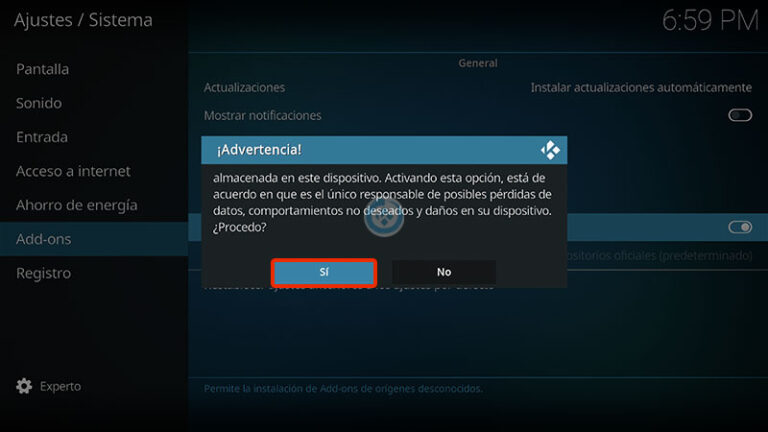 Ajustes / Sistema
6:59 PM
Pantalla
Sonido
Entrada
Acceso a internet
Ahorro de energía
Add-ons
Registro
Experto
General
Actualizaciones
Instalar actualizaciones automáticamente
Mostrar notificaciones
¡Advertencia!
almacenada en este dispositivo. Activando esta opción, está de
acuerdo en que es el único responsable de posibles pérdidas de
datos, comportamientos no deseados y daños en su dispositivo.
¿Procedo?
Sí
No
oficiales (predeterminado)
Permite la instalación de Add-ons de orígenes desconocidos.